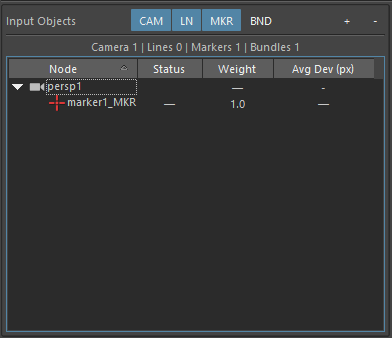 Input Objects CAM LN MKR BND + -
Camera 1 | Lines 0 | Markers 1 | Bundles 1
Node Status Weight Avg Dev (px)
persp1 — -
marker1_MKR — 1.0 —